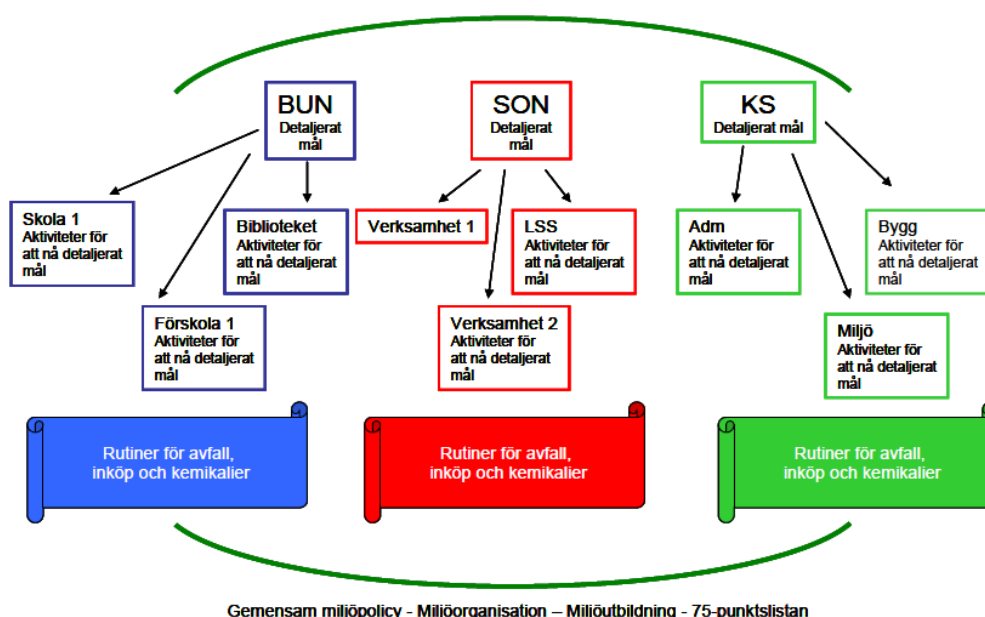 BUN
Detaljerat
mål
SON
Detaljerat
mål
KS
Detaljerat mål
Skola 1
Aktiviteter för
att nå detaljerat
mål
Biblioteket
Aktiviteter för
att nå detaljerat
mål
Verksamhet 1
LSS
Aktiviteter för
att nå detaljerat
mål
Adm
Aktiviteter för
att nå detaljerat
mål
Bygg
Aktiviteter för
att nå detaljerat
mål
Förskola 1
Aktiviteter för
att nå detaljerat
mål
Verksamhet 2
Aktiviteter för
att nå detaljerat
mål
Miljö
Aktiviteter för
att nå detaljerat
mål
Rutiner för avfall,
inköp och kemikalier
Rutiner för avfall,
inköp och kemikalier
Rutiner för avfall,
inköp och kemikalier
Gemensam miljöpolicy - Miljöorganisation – Miljöutbildning - 75-punktslistan